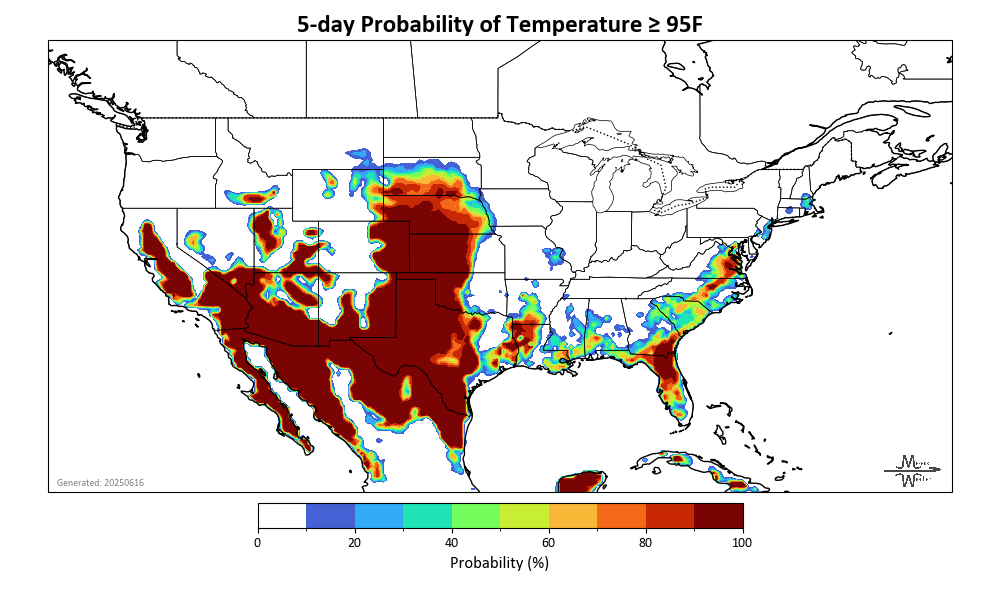 5-day Probability of Temperature ≥ 95F
Generated: 20250616
0 20 40 60 80 100
Probability (%)